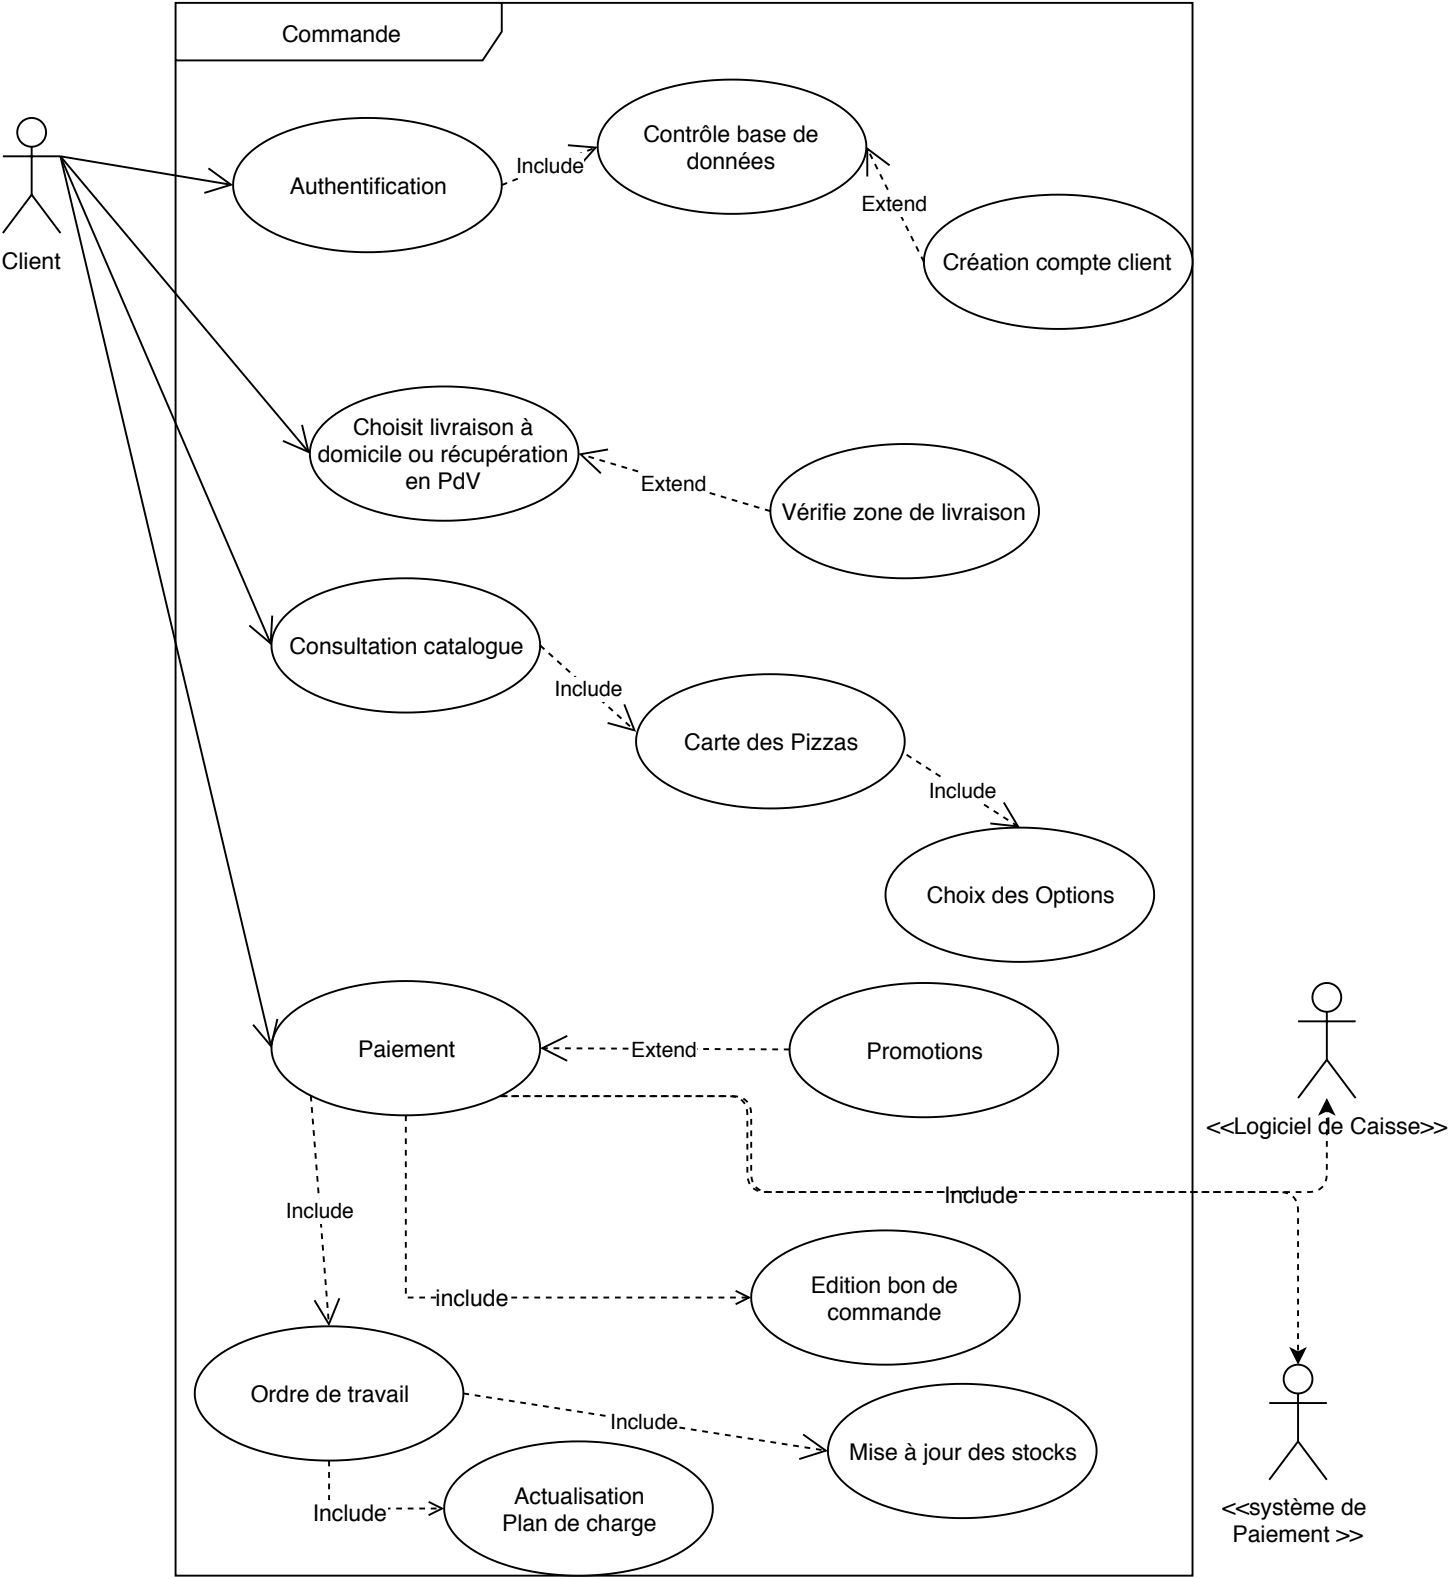 Commande
Contrôle base de
données
Include
Authentification
Extend
Client
Création compte client
Choisit livraison à
domicile ou récupération
en PdV
Extend
Vérifie zone de livraison
Consultation catalogue
Include
Carte des Pizzas
Include
Choix des Options
Paiement
Extend
Promotions
<<Logiciel de Caisse>>
Include
Include
Edition bon de
commande
include
Ordre de travail
Include
Mise à jour des stocks
Actualisation
Plan de charge
Include
<<système de
Paiement >>